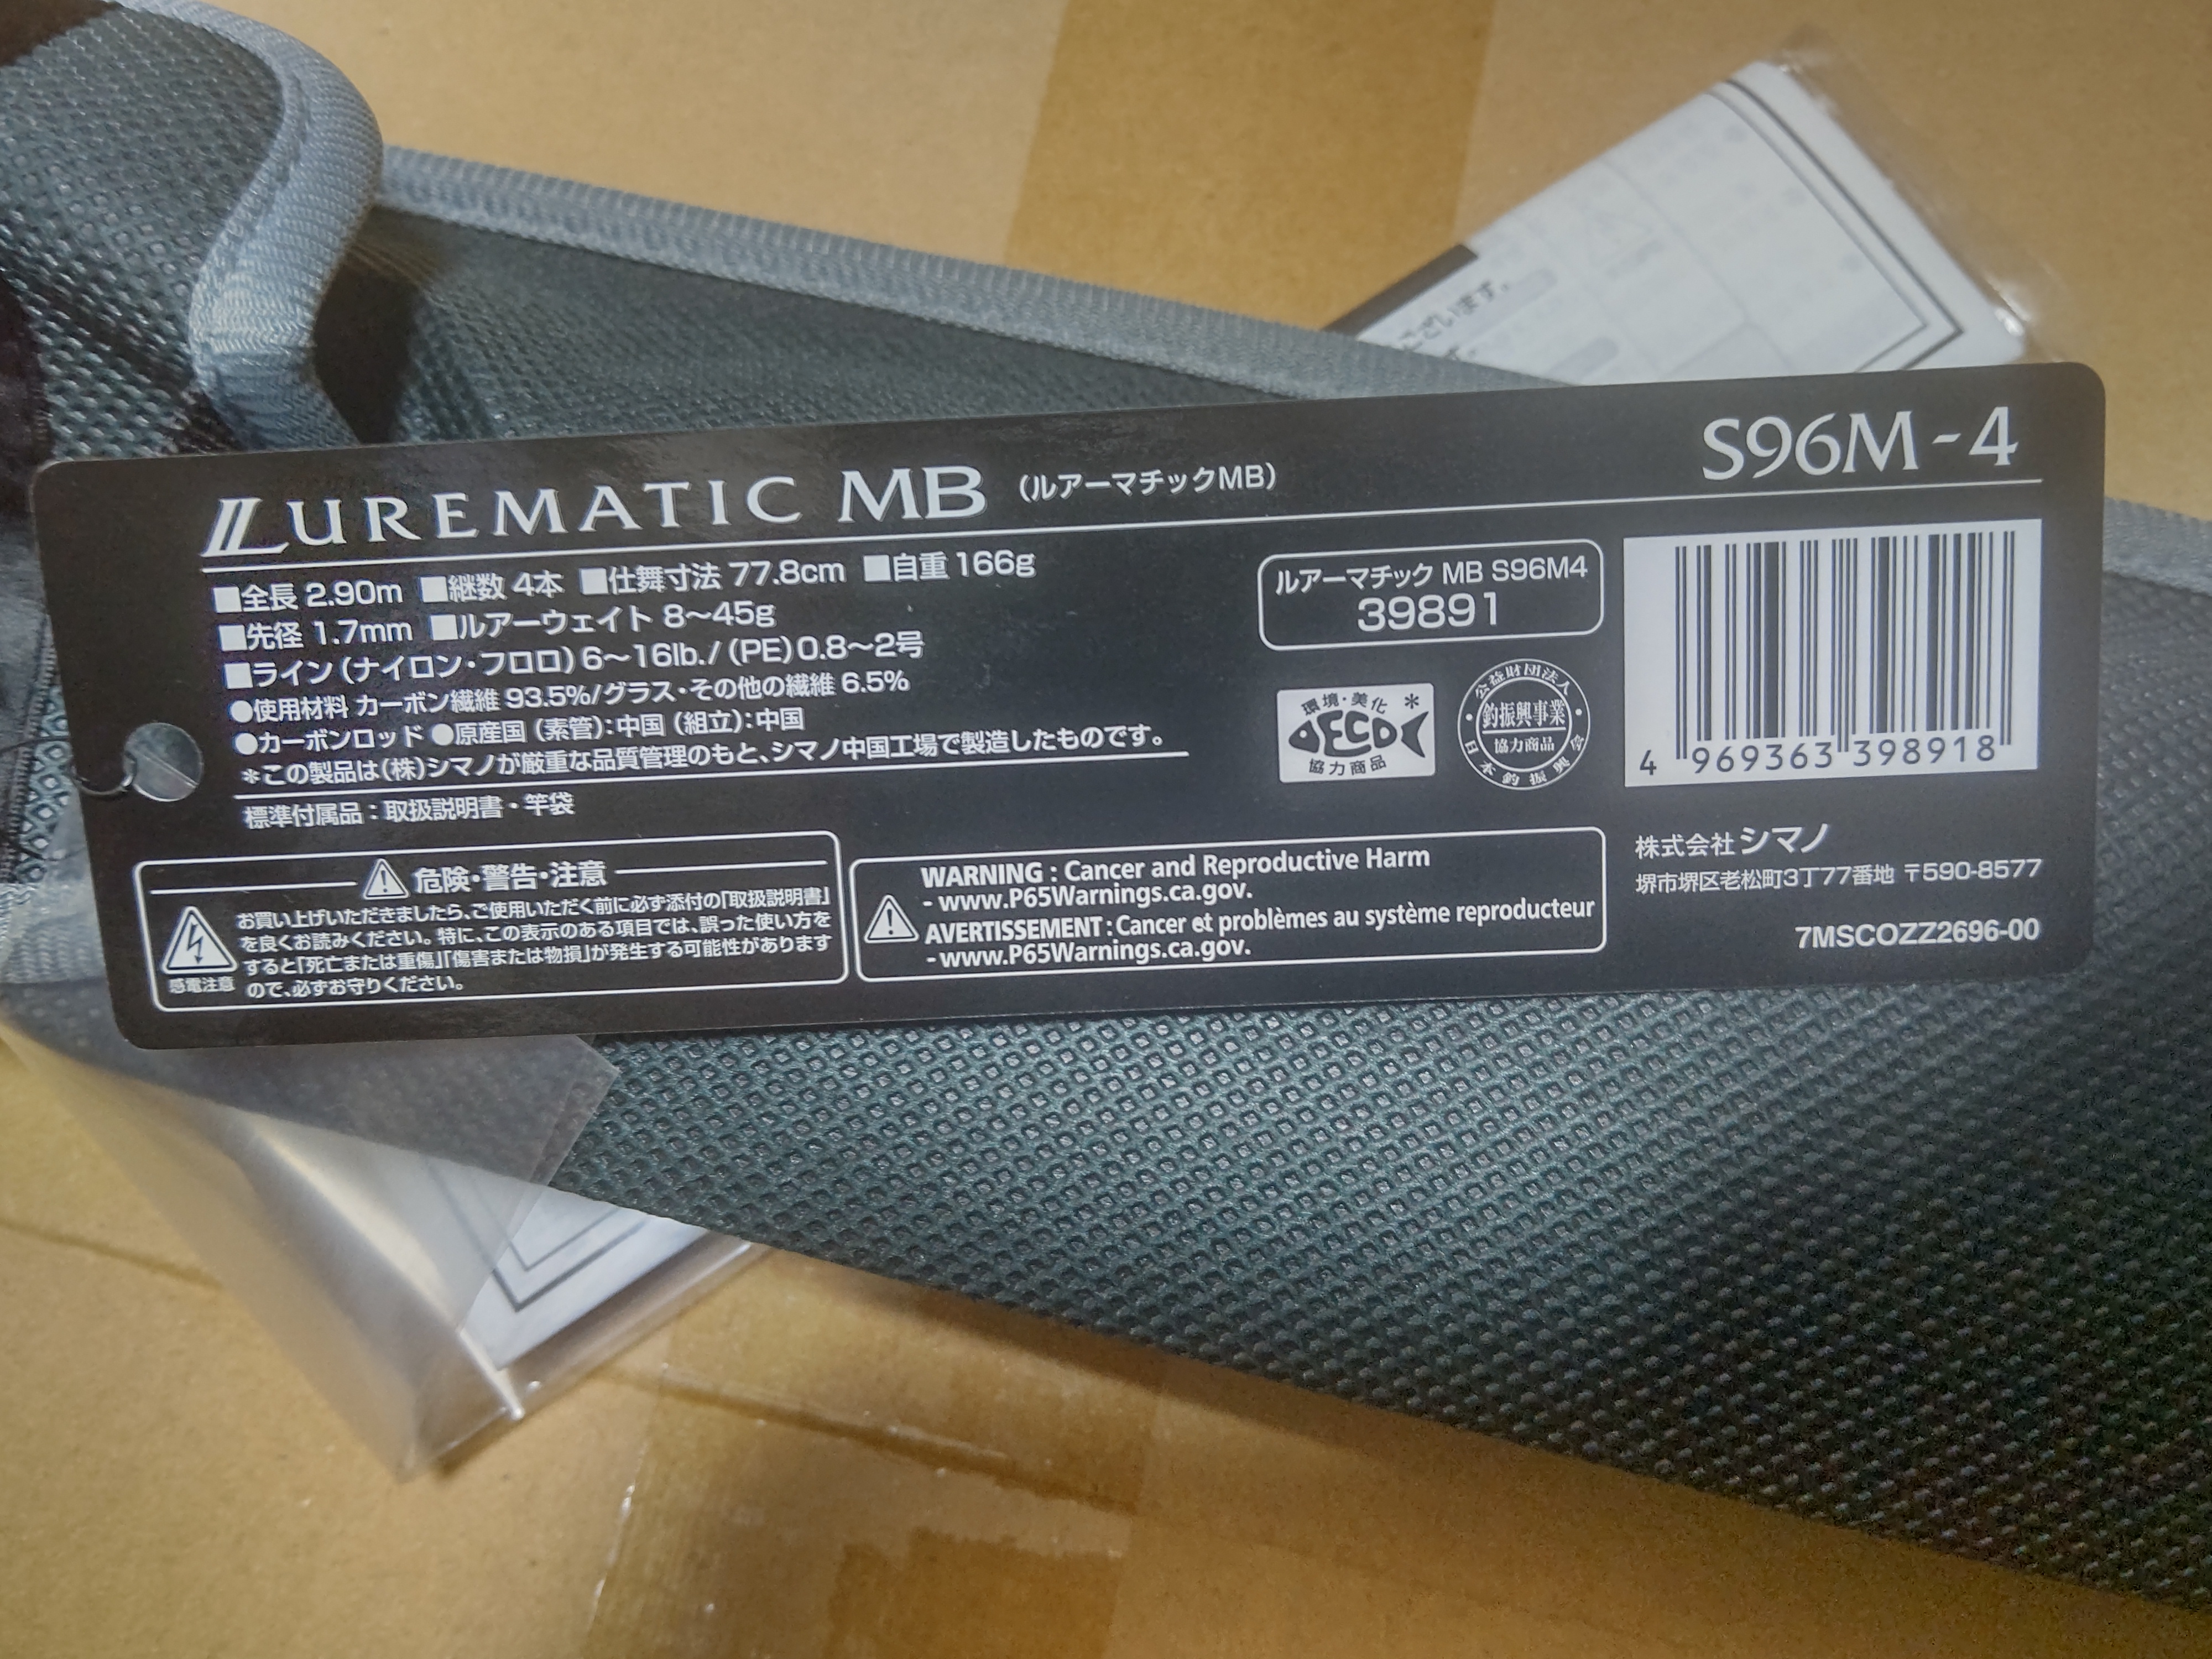 ございます。
す。
LUREMATIC MB (ルアーマチックMB) S96M-4
■全長 2.90m ■継数 4本 ■仕舞寸法 77.8cm ■自重 166g
■先径 1.7mm ■ルアーウェイト 8〜45g
■ライン(ナイロン・フロロ)6〜16lb./(PE)0.8〜2号
●使用材料 カーボン繊維 93.5%/グラス・その他の繊維 6.5%
●カーボンロッド ●原産国(素管):中国(組立):中国
＊この製品は(株)シマノが厳重な品質管理のもと、シマノ中国工場で製造したものです。
標準付属品:取扱説明書・竿袋
ルアーマチック MB S96M4
39891
環境・美化 ＊
ECO
協力商品
公益財団法人
釣振興事業
協力商品
日本釣振興会
4 969363 398918
危険・警告・注意
感電注意
お買い上げいただきましたら、ご使用いただく前に必ず添付の「取扱説明書」
を良くお読みください。特に、この表示のある項目では、誤った使い方を
すると「死亡または重傷」「傷害または物損」が発生する可能性があります
ので、必ずお守りください。
WARNING : Cancer and Reproductive Harm
- www.P65Warnings.ca.gov.
AVERTISSEMENT : Cancer et problèmes au système reproducteur
- www.P65Warnings.ca.gov.
株式会社シマノ
堺市堺区老松町3丁77番地 〒590-8577
7MSCOZZ2696-00